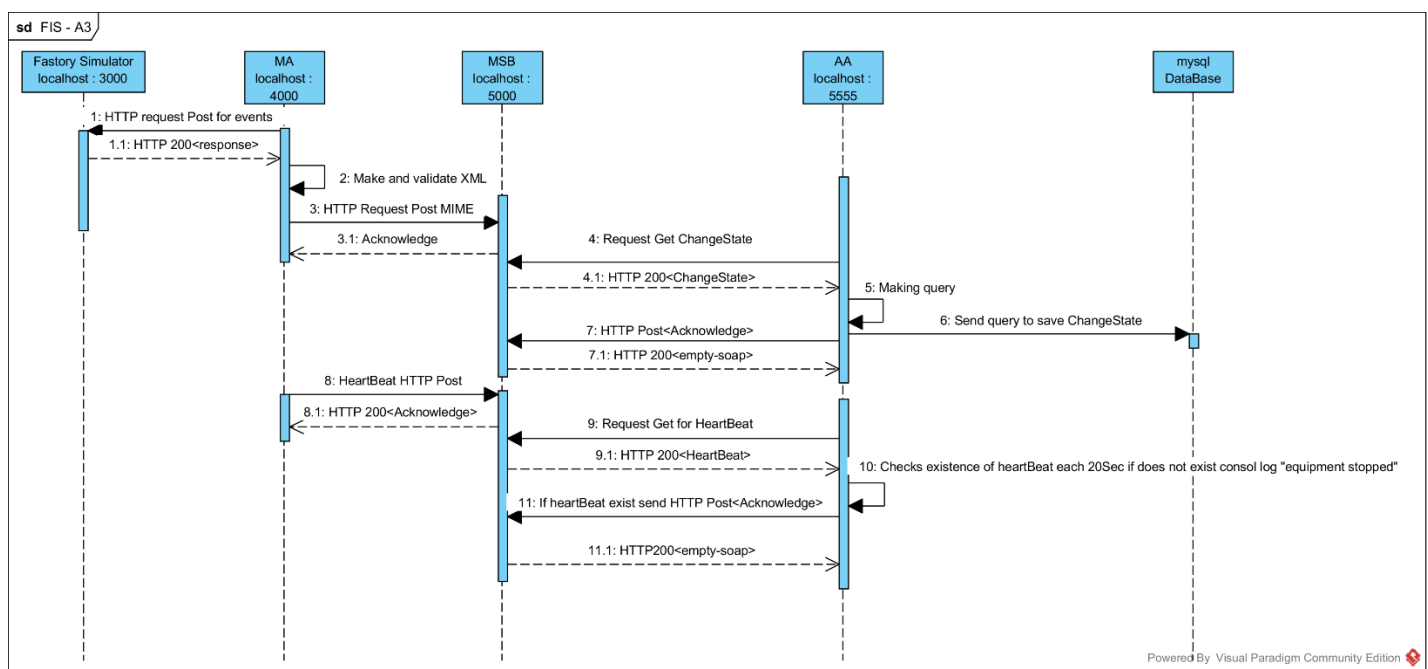 sd FIS - A3
Fastory Simulator
localhost : 3000
MA
localhost :
4000
MSB
localhost :
5000
AA
localhost :
5555
mysql
DataBase
1: HTTP request Post for events
1.1: HTTP 200<response>
2: Make and validate XML
3: HTTP Request Post MIME
3.1: Acknowledge
4: Request Get ChangeState
4.1: HTTP 200<ChangeState>
5: Making query
6: Send query to save ChangeState
7: HTTP Post<Acknowledge>
7.1: HTTP 200<empty-soap>
8: HeartBeat HTTP Post
8.1: HTTP 200<Acknowledge>
9: Request Get for HeartBeat
9.1: HTTP 200<HeartBeat>
10: Checks existence of heartBeat each 20Sec if does not exist consol log "equipment stopped"
11: If heartBeat exist send HTTP Post<Acknowledge>
11.1: HTTP200<empty-soap>
Powered By Visual Paradigm Community Edition